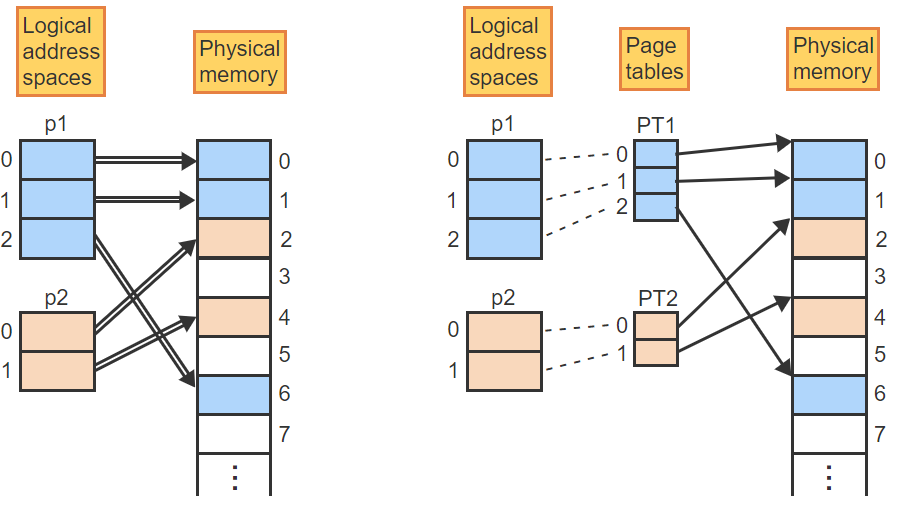 Logical
address
spaces
Physical
memory
p1
0
1
2
p2
0
1
0
1
2
3
4
5
6
7
⋮
Logical
address
spaces
Page
tables
Physical
memory
p1
0
1
2
p2
0
1
PT1
0
1
2
PT2
0
1
0
1
2
3
4
5
6
7
⋮